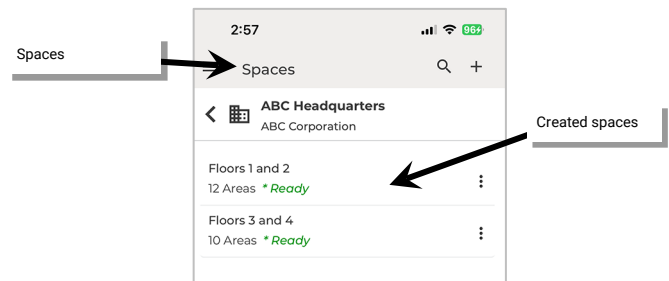 2:57
96
Spaces
Spaces
ABC Headquarters
ABC Corporation
Created spaces
Floors 1 and 2
12 Areas * Ready
Floors 3 and 4
10 Areas * Ready